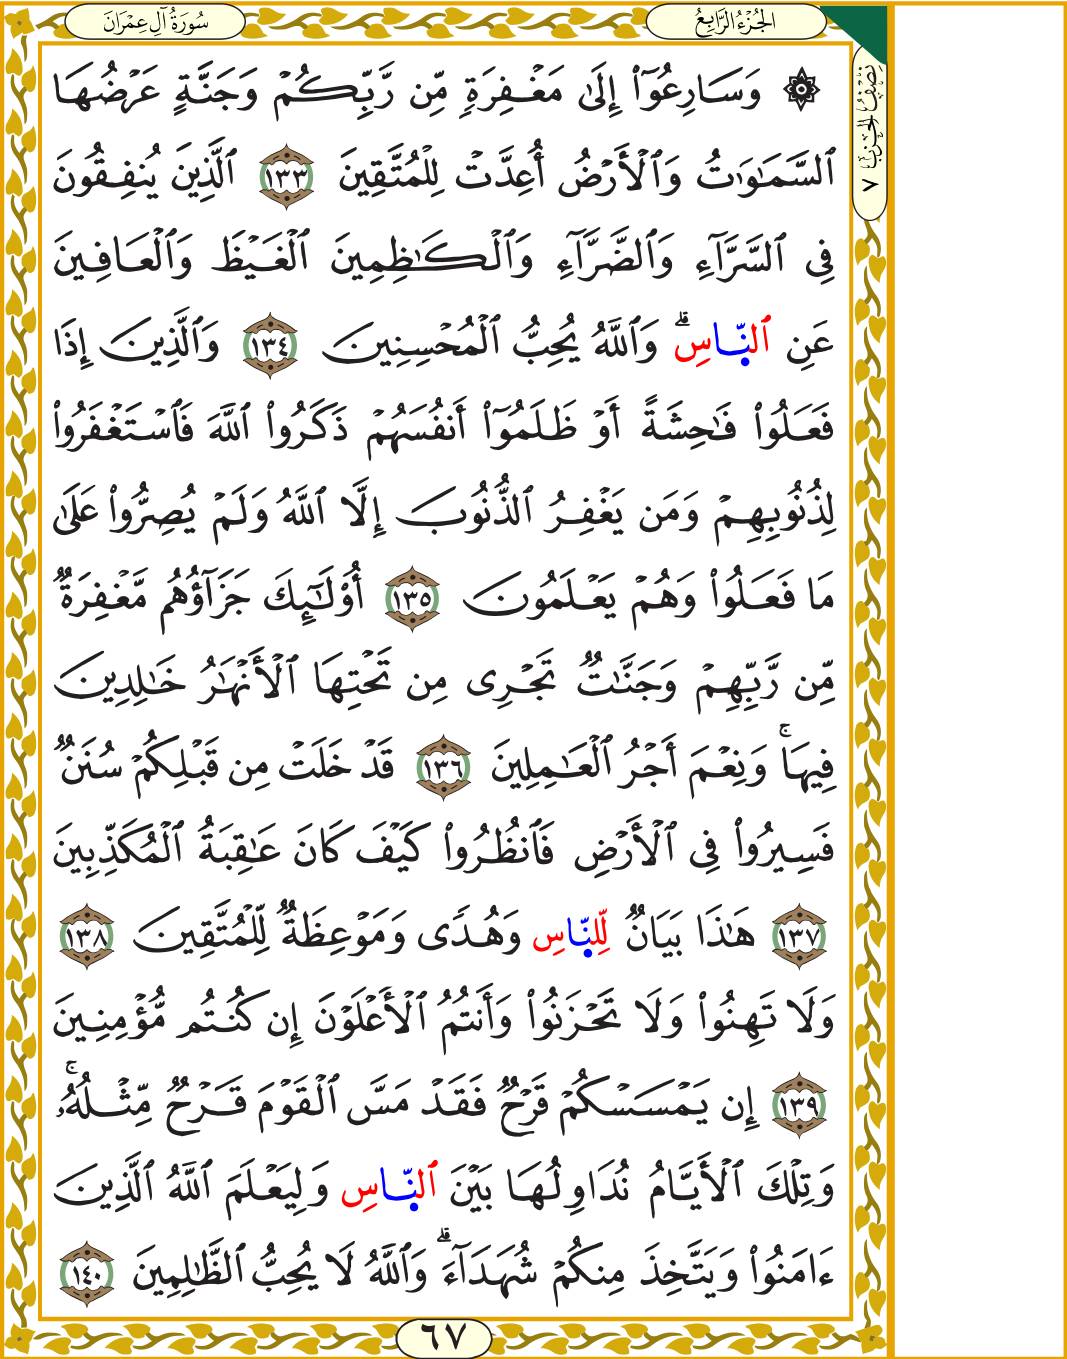 سُورَةُ آلِ عِمْرَانَ
الجُزْءُ الرَّابِعُ
نِصْفُ الحِزْبِ ٧
۞ وَسَارِعُوٓا۟ إِلَىٰ مَغْفِرَةٍ مِّن رَّبِّكُمْ وَجَنَّةٍ عَرْضُهَا
ٱلسَّمَـٰوَٰتُ وَٱلْأَرْضُ أُعِدَّتْ لِلْمُتَّقِينَ ١٣٣ ٱلَّذِينَ يُنفِقُونَ
فِى ٱلسَّرَّآءِ وَٱلضَّرَّآءِ وَٱلْكَـٰظِمِينَ ٱلْغَيْظَ وَٱلْعَافِينَ
عَنِ ٱلنَّاسِ ۗ وَٱللَّهُ يُحِبُّ ٱلْمُحْسِنِينَ ١٣٤ وَٱلَّذِينَ إِذَا
فَعَلُوا۟ فَـٰحِشَةً أَوْ ظَلَمُوٓا۟ أَنفُسَهُمْ ذَكَرُوا۟ ٱللَّهَ فَٱسْتَغْفَرُوا۟
لِذُنُوبِهِمْ وَمَن يَغْفِرُ ٱلذُّنُوبَ إِلَّا ٱللَّهُ وَلَمْ يُصِرُّوا۟ عَلَىٰ
مَا فَعَلُوا۟ وَهُمْ يَعْلَمُونَ ١٣٥ أُو۟لَـٰٓئِكَ جَزَآؤُهُم مَّغْفِرَةٌ
مِّن رَّبِّهِمْ وَجَنَّـٰتٌ تَجْرِى مِن تَحْتِهَا ٱلْأَنْهَـٰرُ خَـٰلِدِينَ
فِيهَا ۚ وَنِعْمَ أَجْرُ ٱلْعَـٰمِلِينَ ١٣٦ قَدْ خَلَتْ مِن قَبْلِكُمْ سُنَنٌ
فَسِيرُوا۟ فِى ٱلْأَرْضِ فَٱنظُرُوا۟ كَيْفَ كَانَ عَـٰقِبَةُ ٱلْمُكَذِّبِينَ
١٣٧ هَـٰذَا بَيَانٌ لِّلنَّاسِ وَهُدًى وَمَوْعِظَةٌ لِّلْمُتَّقِينَ ١٣٨
وَلَا تَهِنُوا۟ وَلَا تَحْزَنُوا۟ وَأَنتُمُ ٱلْأَعْلَوْنَ إِن كُنتُم مُّؤْمِنِينَ
١٣٩ إِن يَمْسَسْكُمْ قَرْحٌ فَقَدْ مَسَّ ٱلْقَوْمَ قَرْحٌ مِّثْلُهُۥ ۚ
وَتِلْكَ ٱلْأَيَّامُ نُدَاوِلُهَا بَيْنَ ٱلنَّاسِ وَلِيَعْلَمَ ٱللَّهُ ٱلَّذِينَ
ءَامَنُوا۟ وَيَتَّخِذَ مِنكُمْ شُهَدَآءَ ۗ وَٱللَّهُ لَا يُحِبُّ ٱلظَّـٰلِمِينَ ١٤٠
٦٧